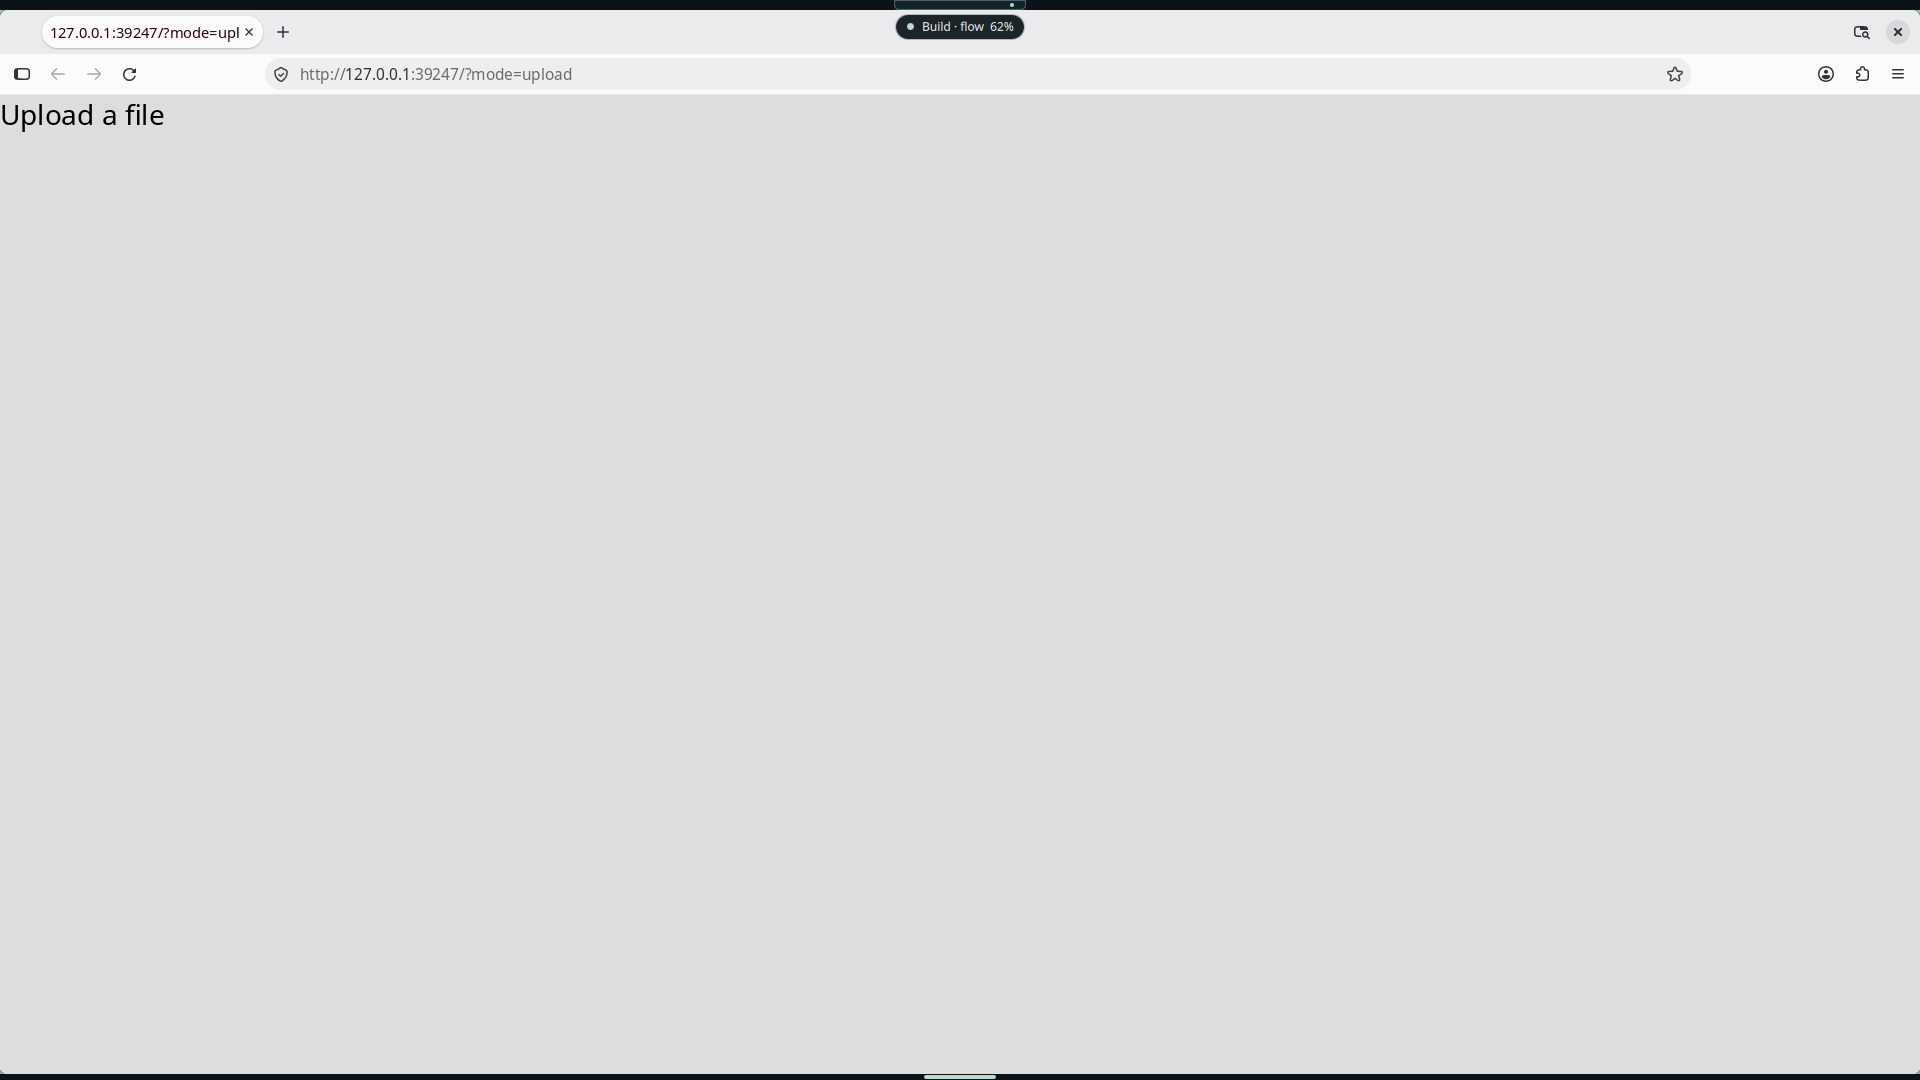 Build · flow 62%
127.0.0.1:39247/?mode=upl
http://127.0.0.1:39247/?mode=upload
Upload a file